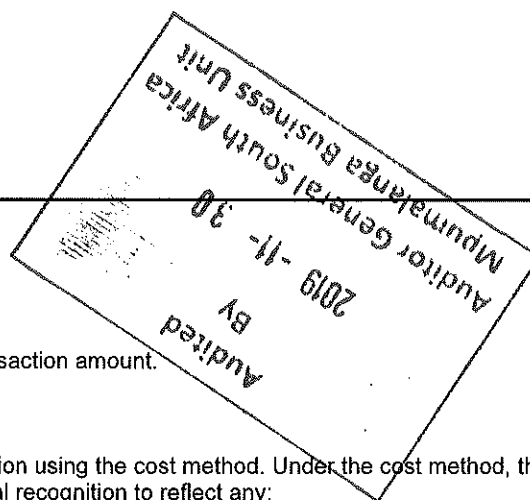 Audited
By
2019 -11- 30
Auditor General South Africa
Mpumalanga Business Unit
saction amount.
ion using the cost method. Under the cost method, th
al recognition to reflect any: